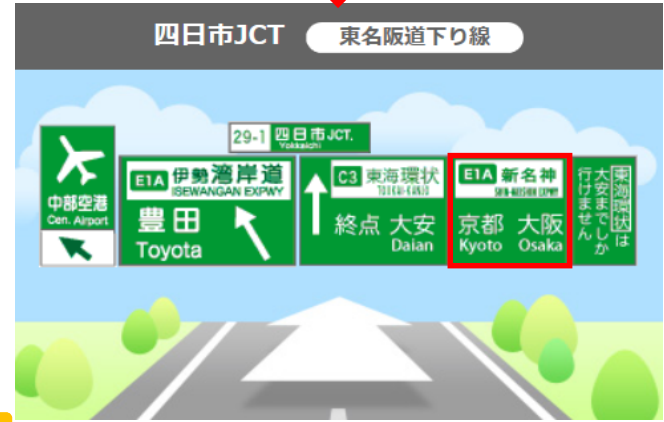 四日市JCT 東名阪道下り線
29-1 四日市JCT.
Yokkaichi
中部空港
Cen. Airport
E1A 伊勢湾岸道
ISEWANGAN EXPWY
豊田
Toyota
C3 東海環状
TOUKAI-KANJO
終点 大安
Daian
E1A 新名神
SHIN-MEISHIN EXPWY
京都 大阪
Kyoto Osaka
東海環状は
大安までしか
行けません